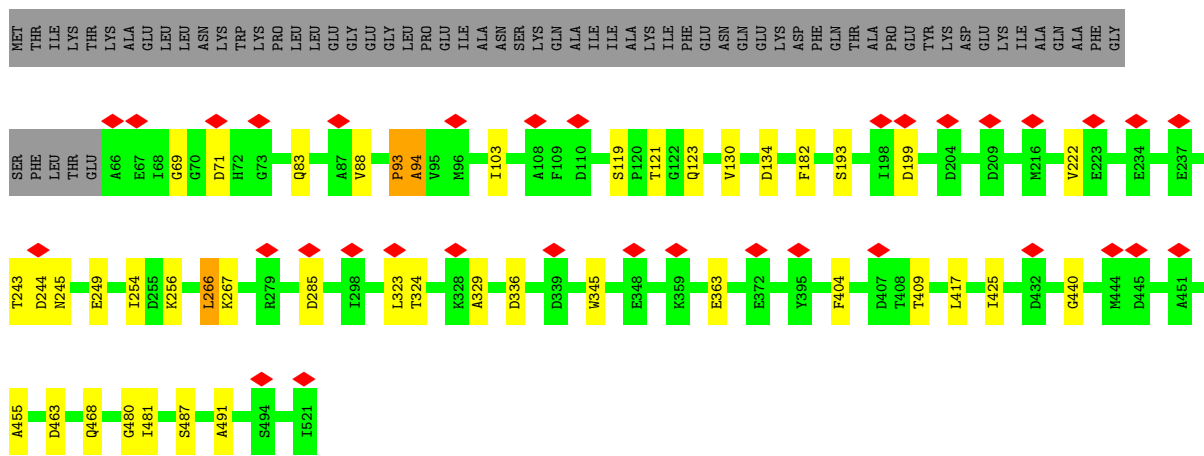 MET THR ILE LYS THR LYS ALA GLU LEU LEU ASN LYS TRP LYS PRO LEU LEU GLU GLY GLU GLY LEU PRO GLU ILE ALA ASN SER LYS GLN ALA ILE ILE ALA LYS ILE PHE GLU ASN GLN GLU LYS ASP PHE GLN THR ALA PRO GLU TYR LYS ASP GLU LYS ILE ALA GLN ALA PHE GLY
SER PHE LEU THR GLU A66 E67 I68 G69 G70 D71 H72 G73 Q83 A87 V88 P93 A94 V95 M96 I103 A108 F109 D110 S119 P120 T121 G122 Q123 V130 D134 F182 S193 I198 D199 D204 D209 M216 V222 E223 E234 E237
T243 D244 N245 E249 I254 D255 K256 L266 K267 R279 D285 I298 L323 T324 K328 A329 D336 D339 W345 E348 K359 E363 E372 Y395 F404 D407 T408 T409 L417 I425 D432 G440 M444 D445 A451
A455 D463 Q468 G480 I481 S487 A491 S494 I521